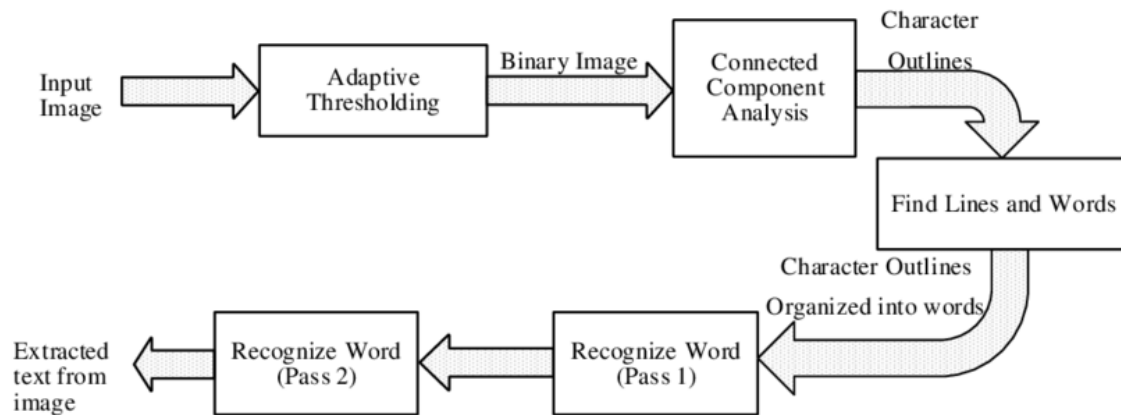 Input
Image
Adaptive
Thresholding
Binary Image
Connected
Component
Analysis
Character
Outlines
Find Lines and Words
Character Outlines
Organized into words
Recognize Word
(Pass 1)
Recognize Word
(Pass 2)
Extracted
text from
image